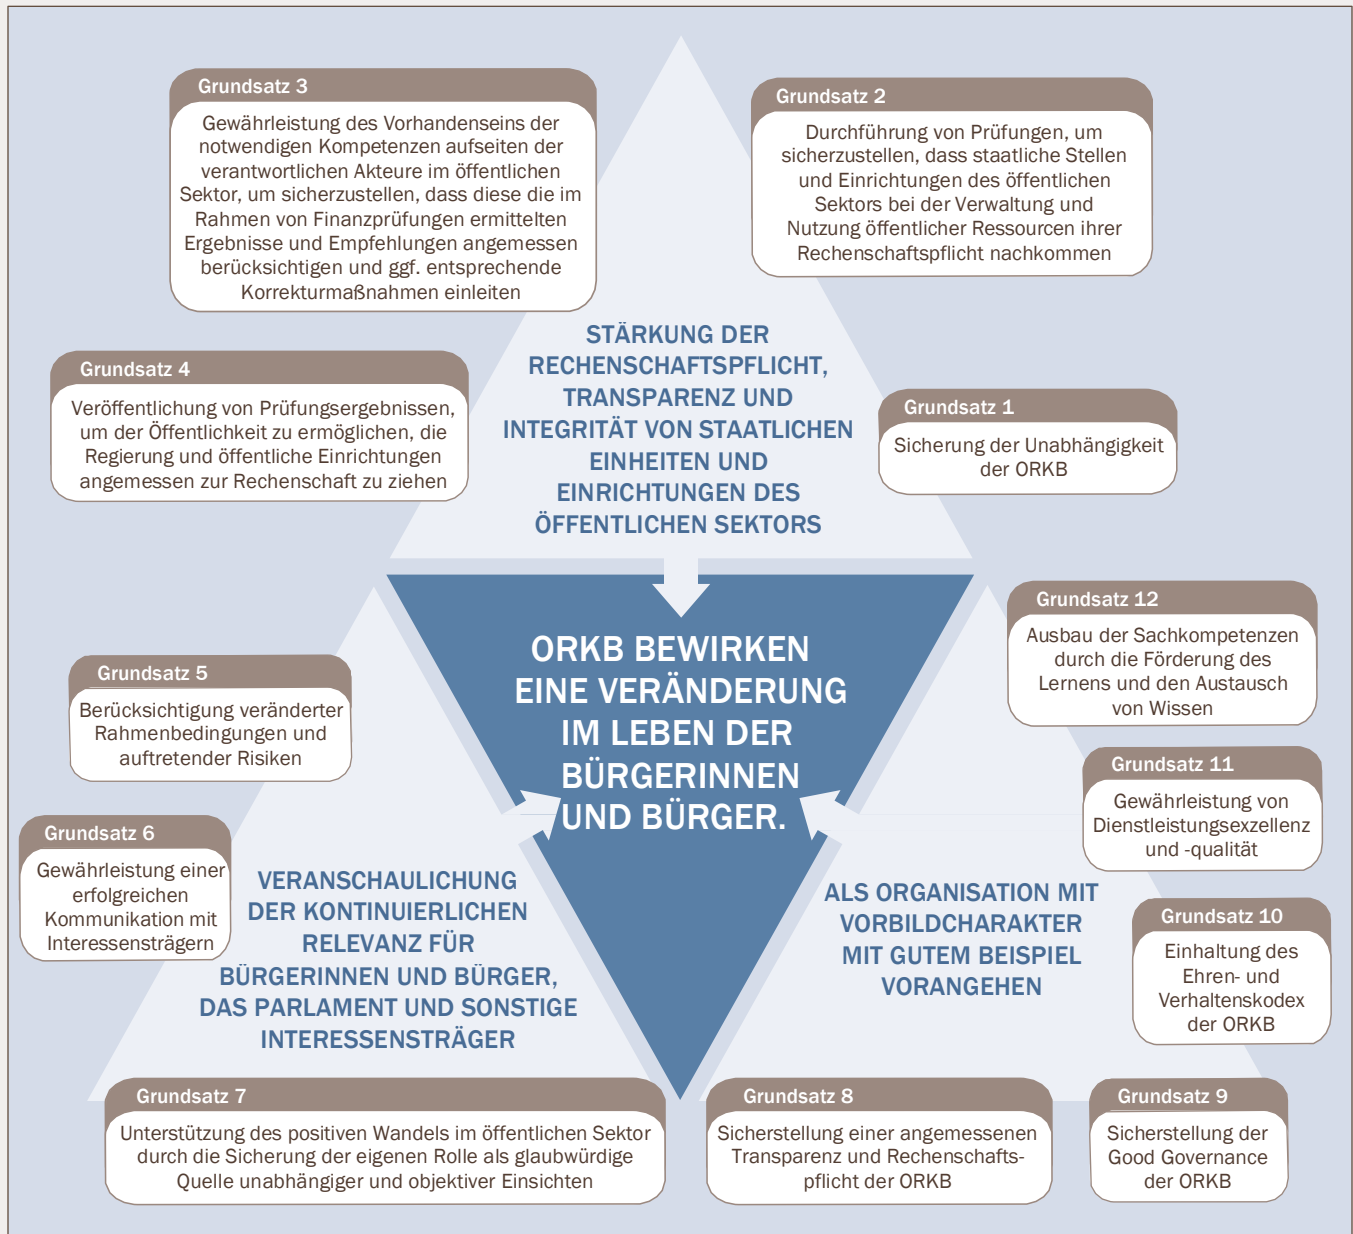 Grundsatz 3
Gewährleistung des Vorhandenseins der
notwendigen Kompetenzen aufseiten der
verantwortlichen Akteure im öffentlichen
Sektor, um sicherzustellen, dass diese die im
Rahmen von Finanzprüfungen ermittelten
Ergebnisse und Empfehlungen angemessen
berücksichtigen und ggf. entsprechende
Korrekturmaßnahmen einleiten
Grundsatz 2
Durchführung von Prüfungen, um
sicherzustellen, dass staatliche Stellen
und Einrichtungen des öffentlichen
Sektors bei der Verwaltung und
Nutzung öffentlicher Ressourcen ihrer
Rechenschaftspflicht nachkommen
Grundsatz 4
Veröffentlichung von Prüfungsergebnissen,
um der Öffentlichkeit zu ermöglichen, die
Regierung und öffentliche Einrichtungen
angemessen zur Rechenschaft zu ziehen
STÄRKUNG DER
RECHENSCHAFTSPFLICHT,
TRANSPARENZ UND
INTEGRITÄT VON STAATLICHEN
EINHEITEN UND
EINRICHTUNGEN DES
ÖFFENTLICHEN SEKTORS
Grundsatz 1
Sicherung der Unabhängigkeit
der ORKB
ORKB BEWIRKEN
EINE VERÄNDERUNG
IM LEBEN DER
BÜRGERINNEN
UND BÜRGER.
Grundsatz 12
Ausbau der Sachkompetenzen
durch die Förderung des
Lernens und den Austausch
von Wissen
Grundsatz 5
Berücksichtigung veränderter
Rahmenbedingungen und
auftretender Risiken
Grundsatz 11
Gewährleistung von
Dienstleistungsexzellenz
und -qualität
Grundsatz 6
Gewährleistung einer
erfolgreichen
Kommunikation mit
Interessensträgern
VERANSCHAULICHUNG
DER KONTINUIERLICHEN
RELEVANZ FÜR
BÜRGERINNEN UND BÜRGER,
DAS PARLAMENT UND SONSTIGE
INTERESSENSTRÄGER
ALS ORGANISATION MIT
VORBILDCHARAKTER
MIT GUTEM BEISPIEL
VORANGEHEN
Grundsatz 10
Einhaltung des
Ehren- und
Verhaltenskodex
der ORKB
Grundsatz 7
Unterstützung des positiven Wandels im öffentlichen Sektor
durch die Sicherung der eigenen Rolle als glaubwürdige
Quelle unabhängiger und objektiver Einsichten
Grundsatz 8
Sicherstellung einer angemessenen
Transparenz und Rechenschafts-
pflicht der ORKB
Grundsatz 9
Sicherstellung der
Good Governance
der ORKB